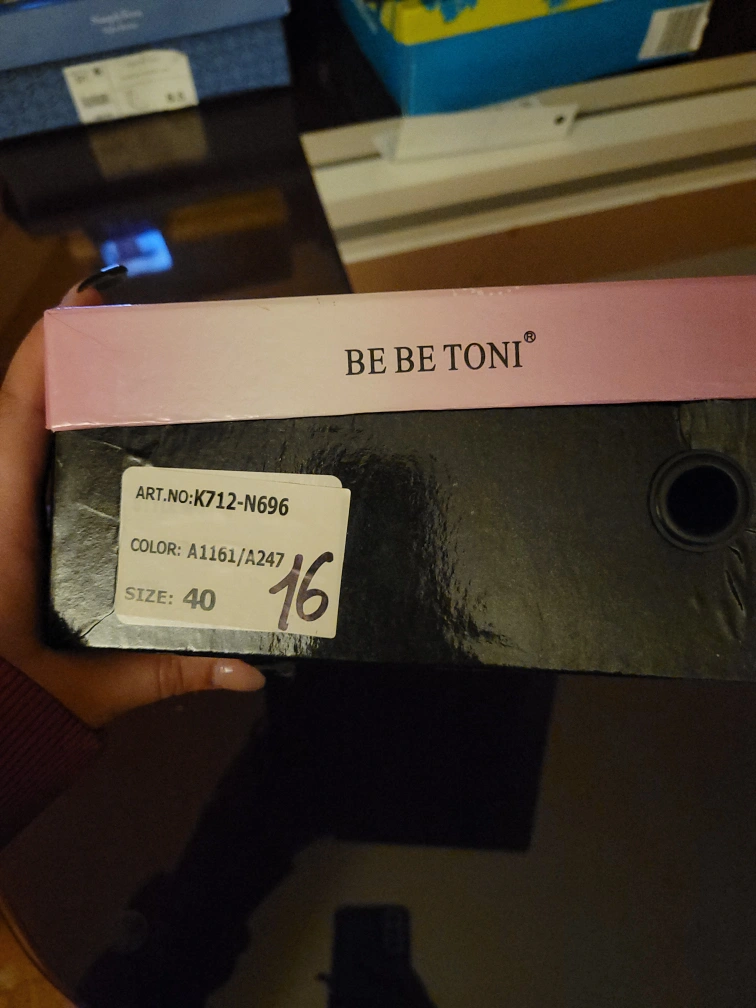 BE BE TONI®
ART.NO:K712-N696
COLOR: A1161/A247
SIZE: 40
16